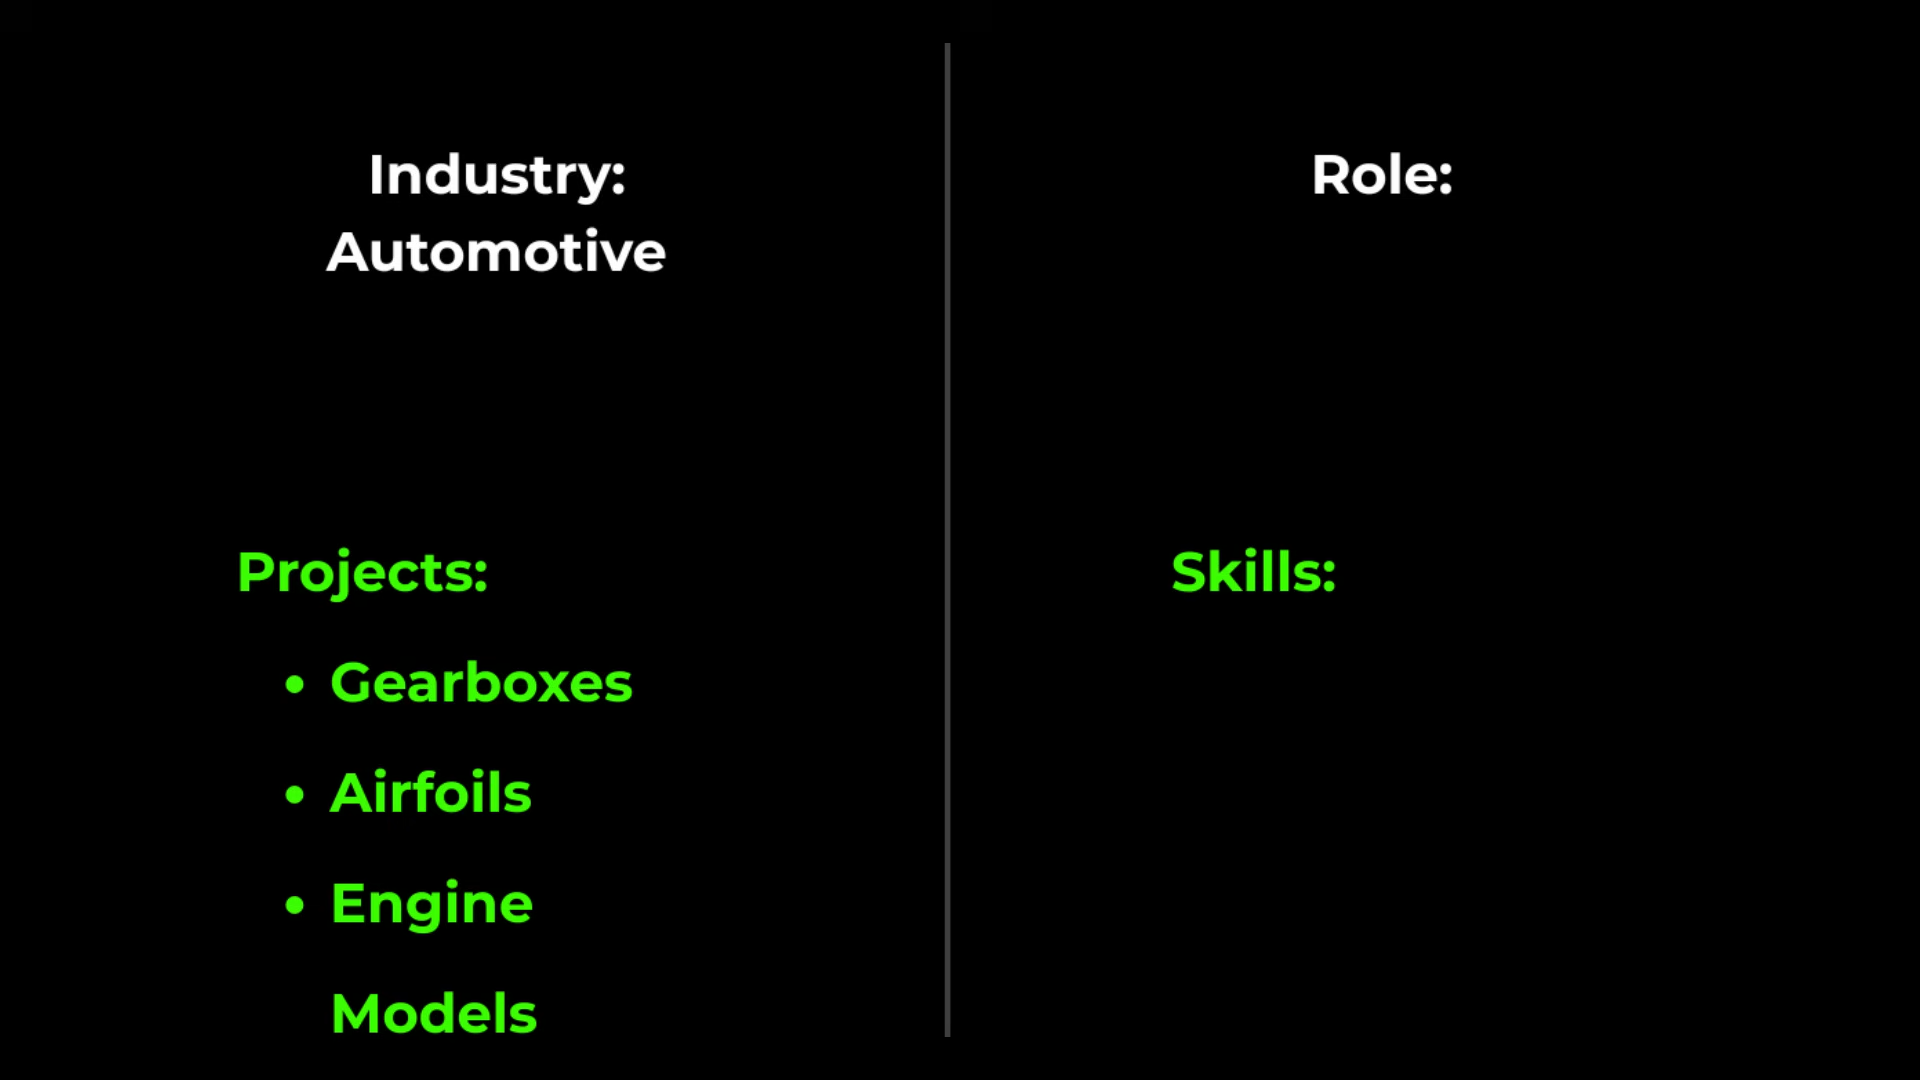 Industry:
Automotive
Projects:
• Gearboxes
• Airfoils
• Engine
Models
Role:
Skills: